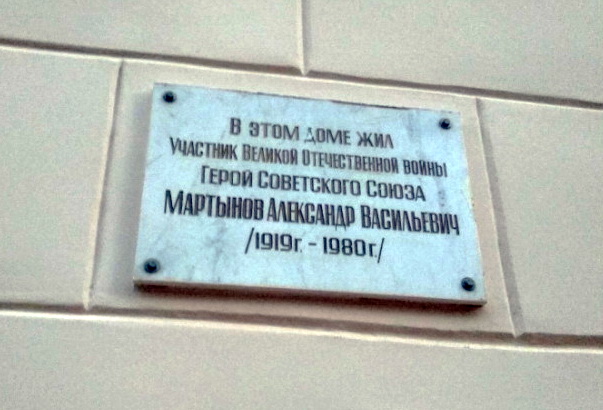 В ЭТОМ ДОМЕ ЖИЛ
УЧАСТНИК ВЕЛИКОЙ ОТЕЧЕСТВЕННОЙ ВОЙНЫ
ГЕРОЙ СОВЕТСКОГО СОЮЗА
МАРТЫНОВ АЛЕКСАНДР ВАСИЛЬЕВИЧ
/1919г. - 1980г./